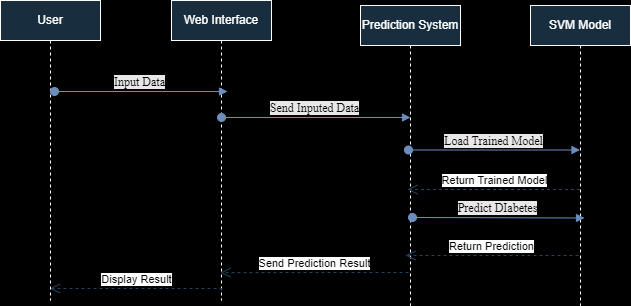 User
Web Interface
Prediction System
SVM Model
Input Data
Send Inputed Data
Load Trained Model
Return Trained Model
Predict DIabetes
Return Prediction
Send Prediction Result
Display Result